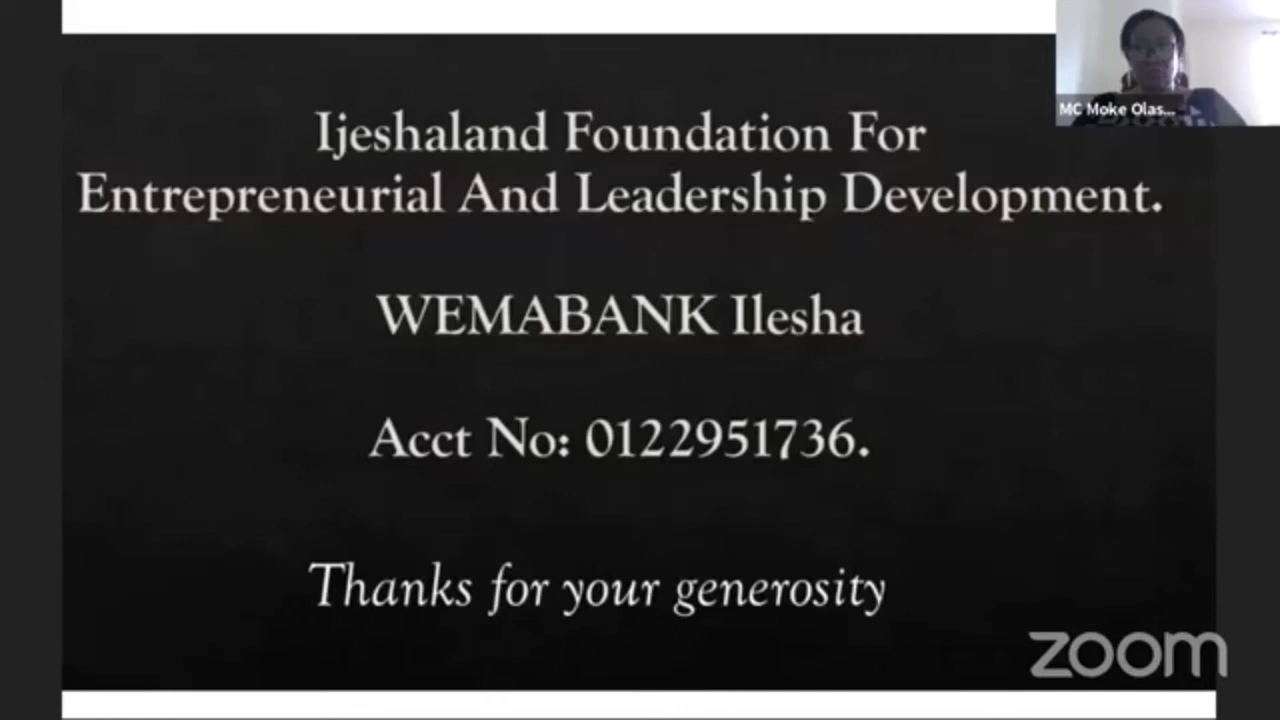 MC Moke Olas...
Ijeshaland Foundation For
Entrepreneurial And Leadership Development.
WEMABANK Ilesha
Acct No: 0122951736.
Thanks for your generosity
zoom